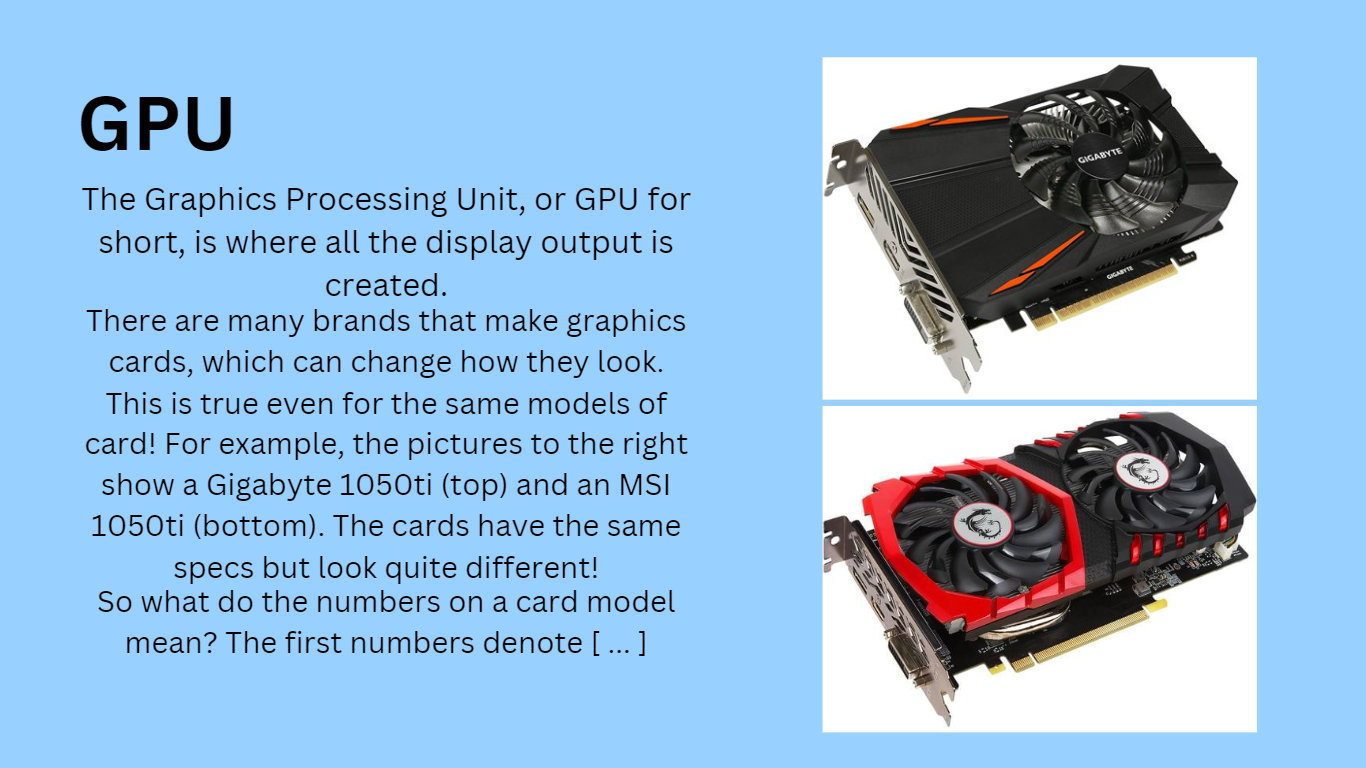 GPU
The Graphics Processing Unit, or GPU for
short, is where all the display output is
created.
There are many brands that make graphics
cards, which can change how they look.
This is true even for the same models of
card! For example, the pictures to the right
show a Gigabyte 1050ti (top) and an MSI
1050ti (bottom). The cards have the same
specs but look quite different!
So what do the numbers on a card model
mean? The first numbers denote [ ... ]
GIGABYTE
GIGABYTE